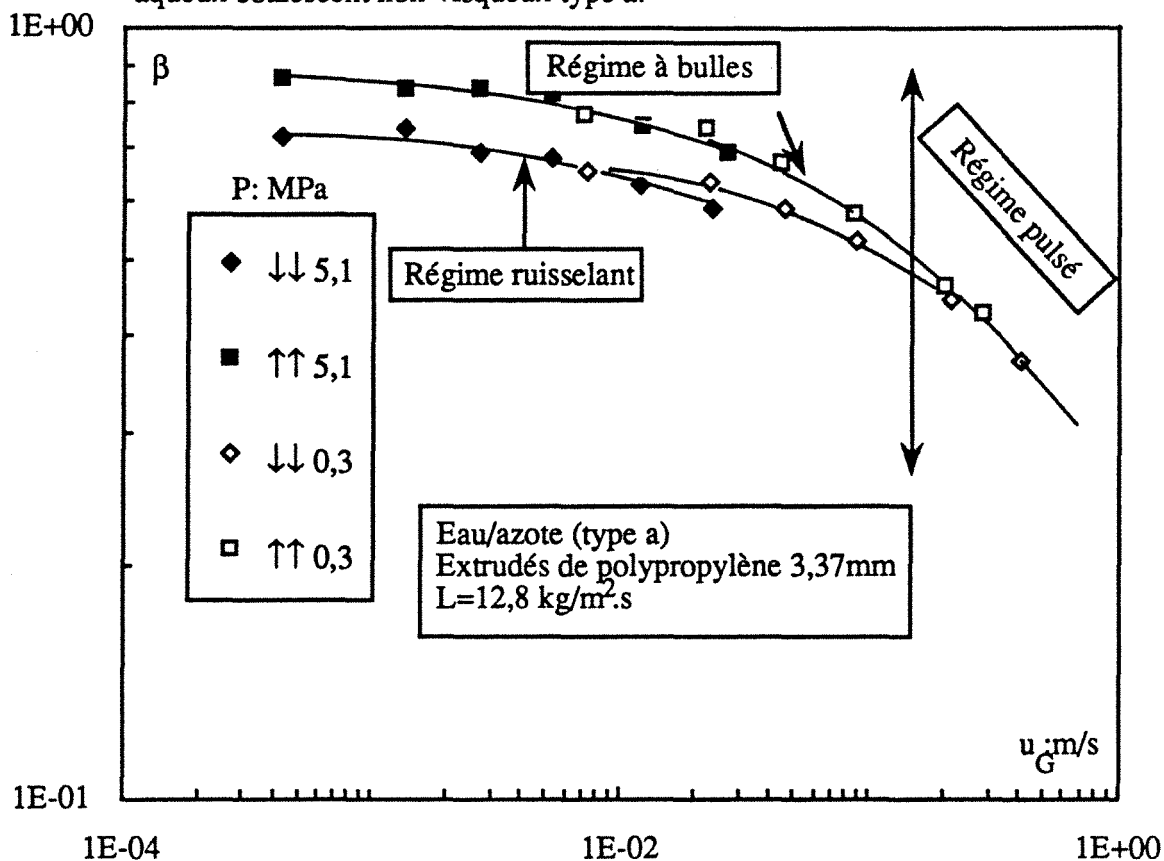 aqueux coalescent non-visqueux type a.
1E+00
β
Régime à bulles
Régime pulsé
P: MPa
↓↓ 5,1
↑↑ 5,1
↓↓ 0,3
↑↑ 0,3
Régime ruisselant
Eau/azote (type a)
Extrudés de polypropylène 3,37mm
L=12,8 kg/m².s
u_G:m/s
1E-01
1E-04
1E-02
1E+00